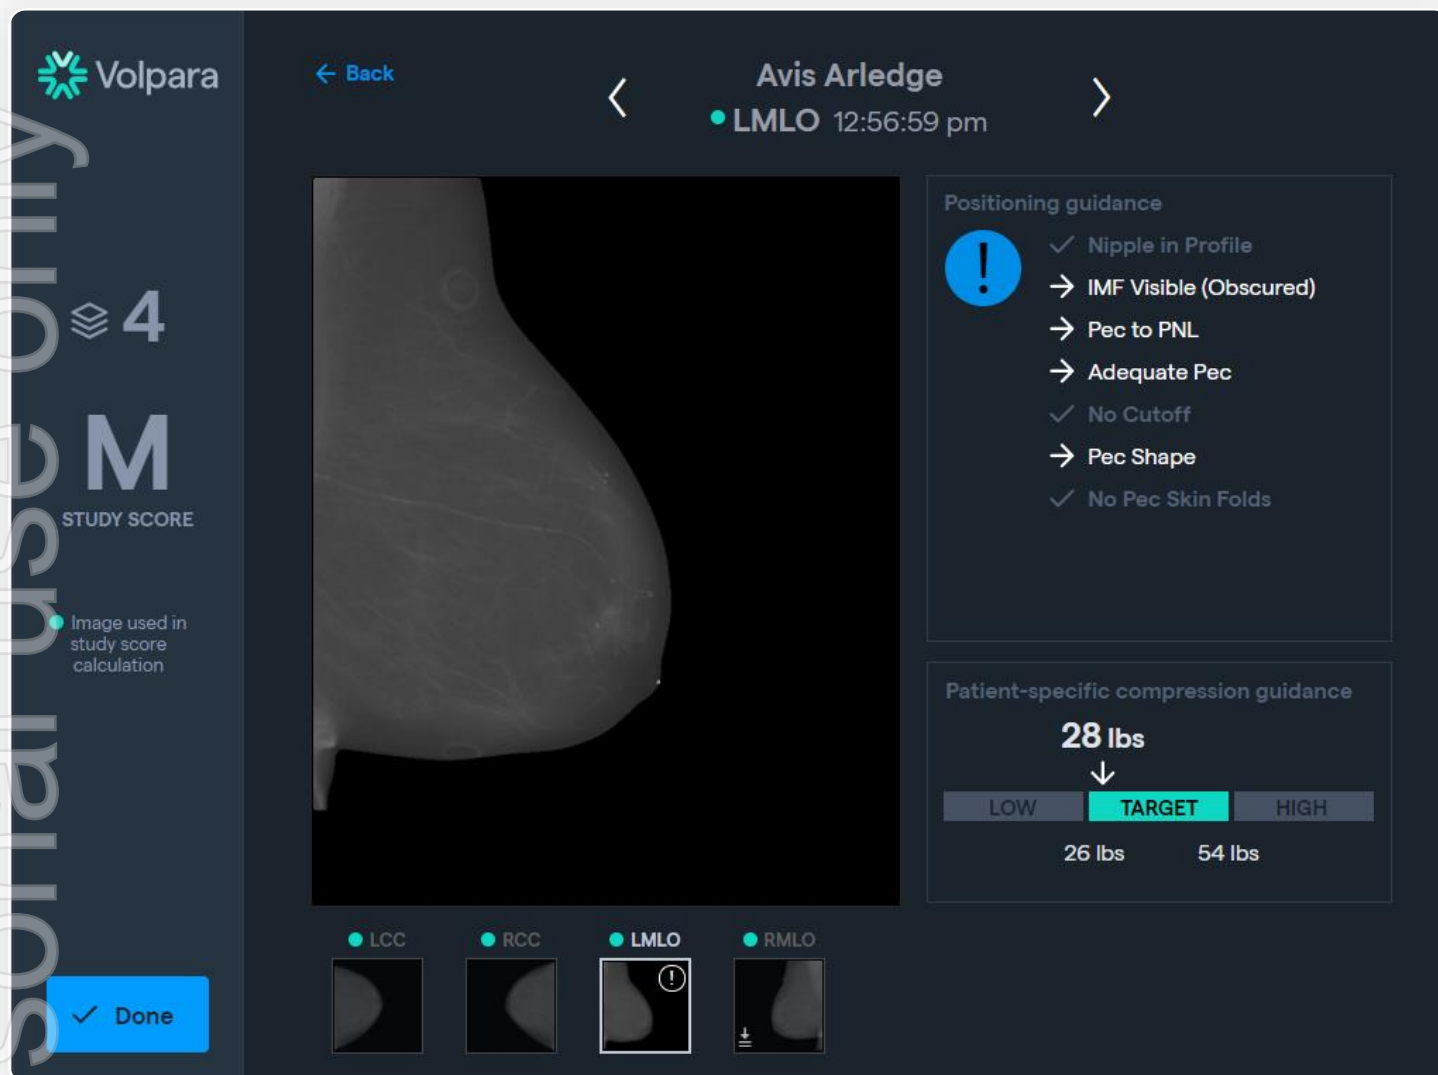 Volpara
← Back
Avis Arledge
LMLO 12:56:59 pm
4
M
STUDY SCORE
Image used in
study score
calculation
Done
Positioning guidance
Nipple in Profile
IMF Visible (Obscured)
Pec to PNL
Adequate Pec
No Cutoff
Pec Shape
No Pec Skin Folds
Patient-specific compression guidance
28 lbs
LOW TARGET HIGH
26 lbs 54 lbs
LCC RCC LMLO RMLO
sonal use only